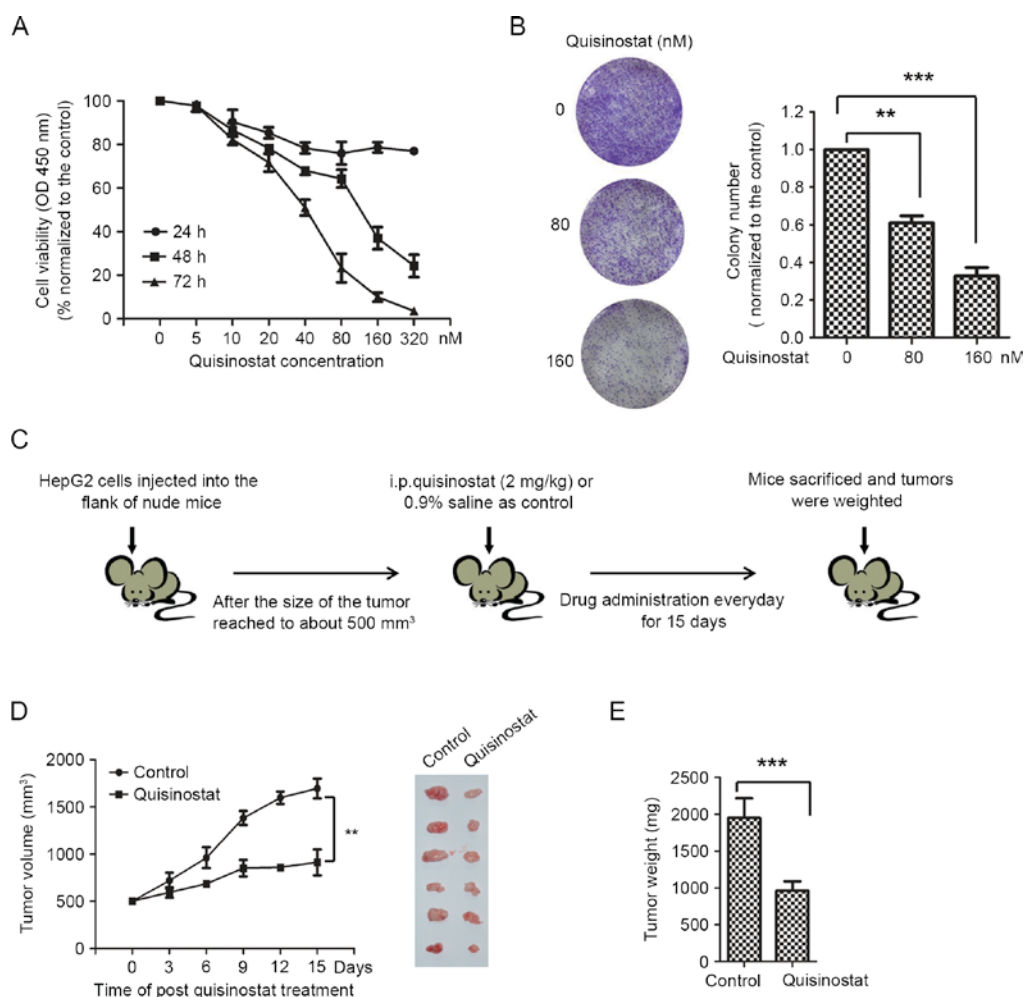 A
Cell viability (OD 450 nm)
(% normalized to the control)
100
80
60
40
20
0
24 h
48 h
72 h
0 5 10 20 40 80 160 320 nM
Quisinostat concentration
B
Quisinostat (nM)
0
80
160
Colony number
( normalized to the control)
1.2
1.0
0.8
0.6
0.4
0.2
0.0
***
**
Quisinostat 0 80 160 nM
C
HepG2 cells injected into the
flank of nude mice
After the size of the tumor
reached to about 500 mm³
i.p.quisinostat (2 mg/kg) or
0.9% saline as control
Drug administration everyday
for 15 days
Mice sacrificed and tumors
were weighted
D
Tumor volume (mm³)
2000
1500
1000
500
0
Control
Quisinostat
**
0 3 6 9 12 15 Days
Time of post quisinostat treatment
Control
Quisinostat
E
Tumor weight (mg)
2500
2000
1500
1000
500
0
***
Control Quisinostat